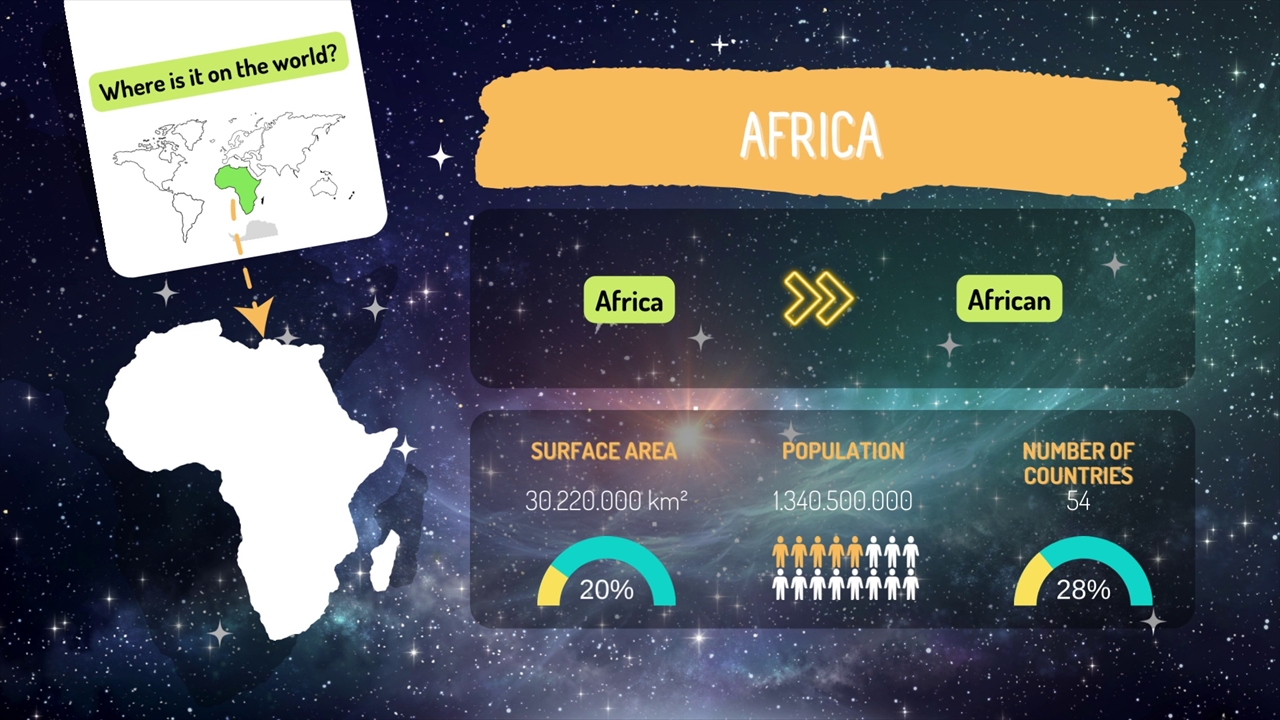 Where is it on the world?
AFRICA
Africa
African
SURFACE AREA
30.220.000 km²
20%
POPULATION
1.340.500.000
NUMBER OF
COUNTRIES
54
28%